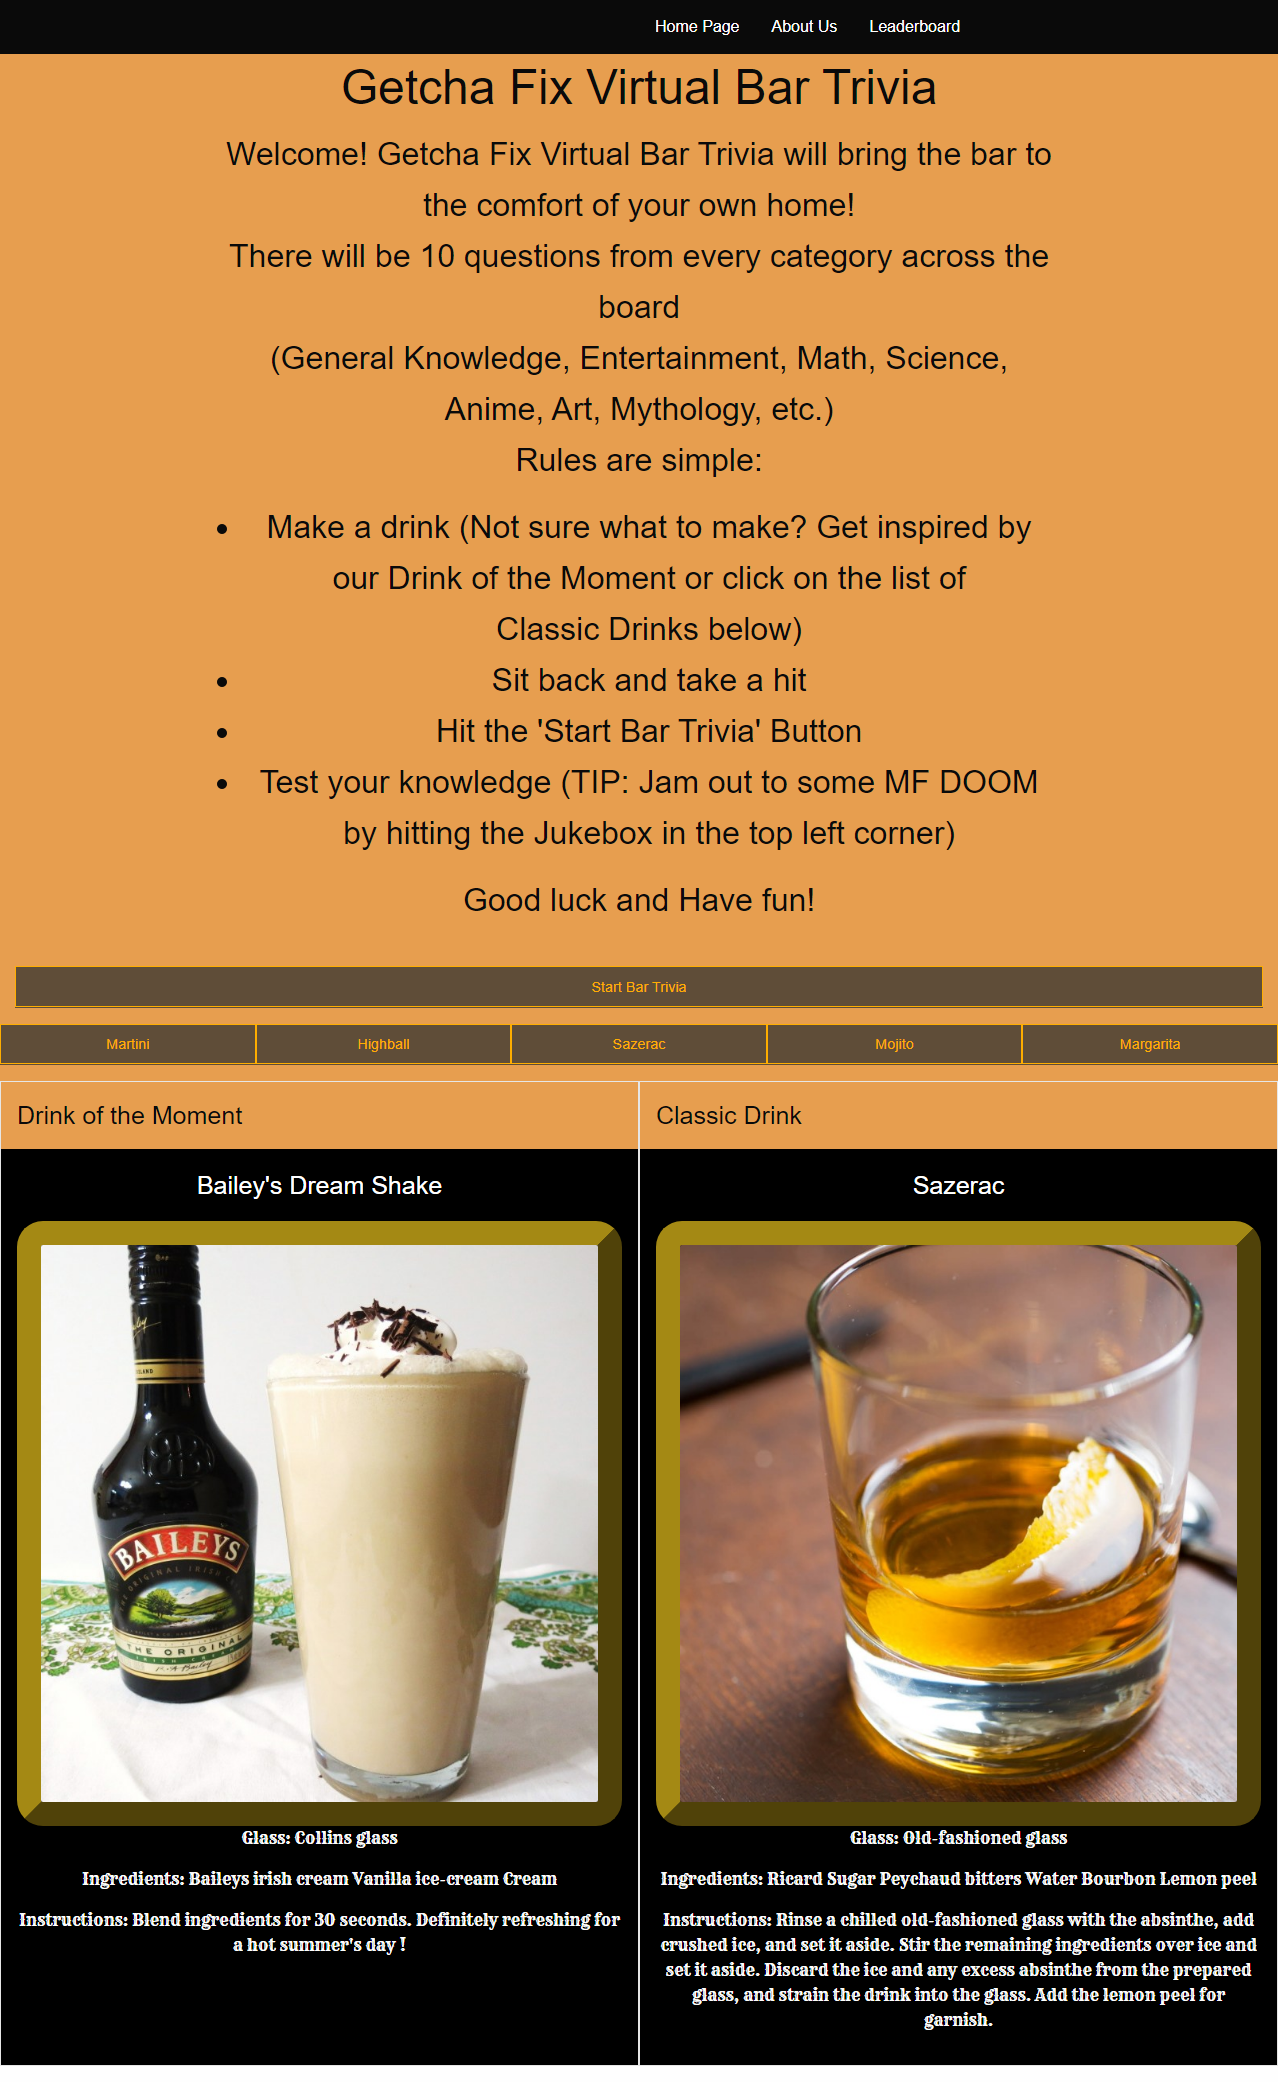 Home Page About Us Leaderboard
Getcha Fix Virtual Bar Trivia
Welcome! Getcha Fix Virtual Bar Trivia will bring the bar to
the comfort of your own home!
There will be 10 questions from every category across the
board
(General Knowledge, Entertainment, Math, Science,
Anime, Art, Mythology, etc.)
Rules are simple:
• Make a drink (Not sure what to make? Get inspired by
our Drink of the Moment or click on the list of
Classic Drinks below)
• Sit back and take a hit
• Hit the 'Start Bar Trivia' Button
• Test your knowledge (TIP: Jam out to some MF DOOM
by hitting the Jukebox in the top left corner)
Good luck and Have fun!
Start Bar Trivia
Martini Highball Sazerac Mojito Margarita
Drink of the Moment
Bailey's Dream Shake
BAILEYS
THE ORIGINAL IRISH CREAM
THE ORIGINAL
IRISH CREAM
Glass: Collins glass
Ingredients: Baileys irish cream Vanilla ice-cream Cream
Instructions: Blend ingredients for 30 seconds. Definitely refreshing for
a hot summer's day !
Classic Drink
Sazerac
Glass: Old-fashioned glass
Ingredients: Ricard Sugar Peychaud bitters Water Bourbon Lemon peel
Instructions: Rinse a chilled old-fashioned glass with the absinthe, add
crushed ice, and set it aside. Stir the remaining ingredients over ice and
set it aside. Discard the ice and any excess absinthe from the prepared
glass, and strain the drink into the glass. Add the lemon peel for
garnish.